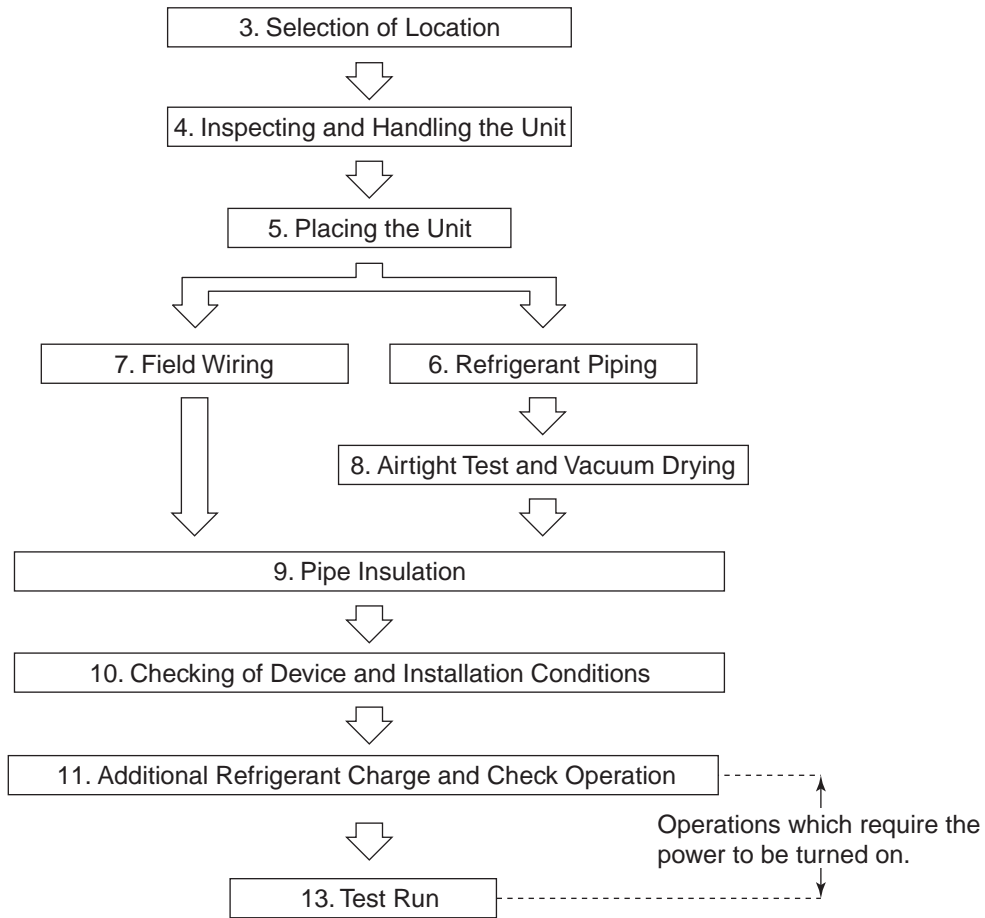 3. Selection of Location
4. Inspecting and Handling the Unit
5. Placing the Unit
7. Field Wiring
6. Refrigerant Piping
8. Airtight Test and Vacuum Drying
9. Pipe Insulation
10. Checking of Device and Installation Conditions
11. Additional Refrigerant Charge and Check Operation
Operations which require the
power to be turned on.
13. Test Run